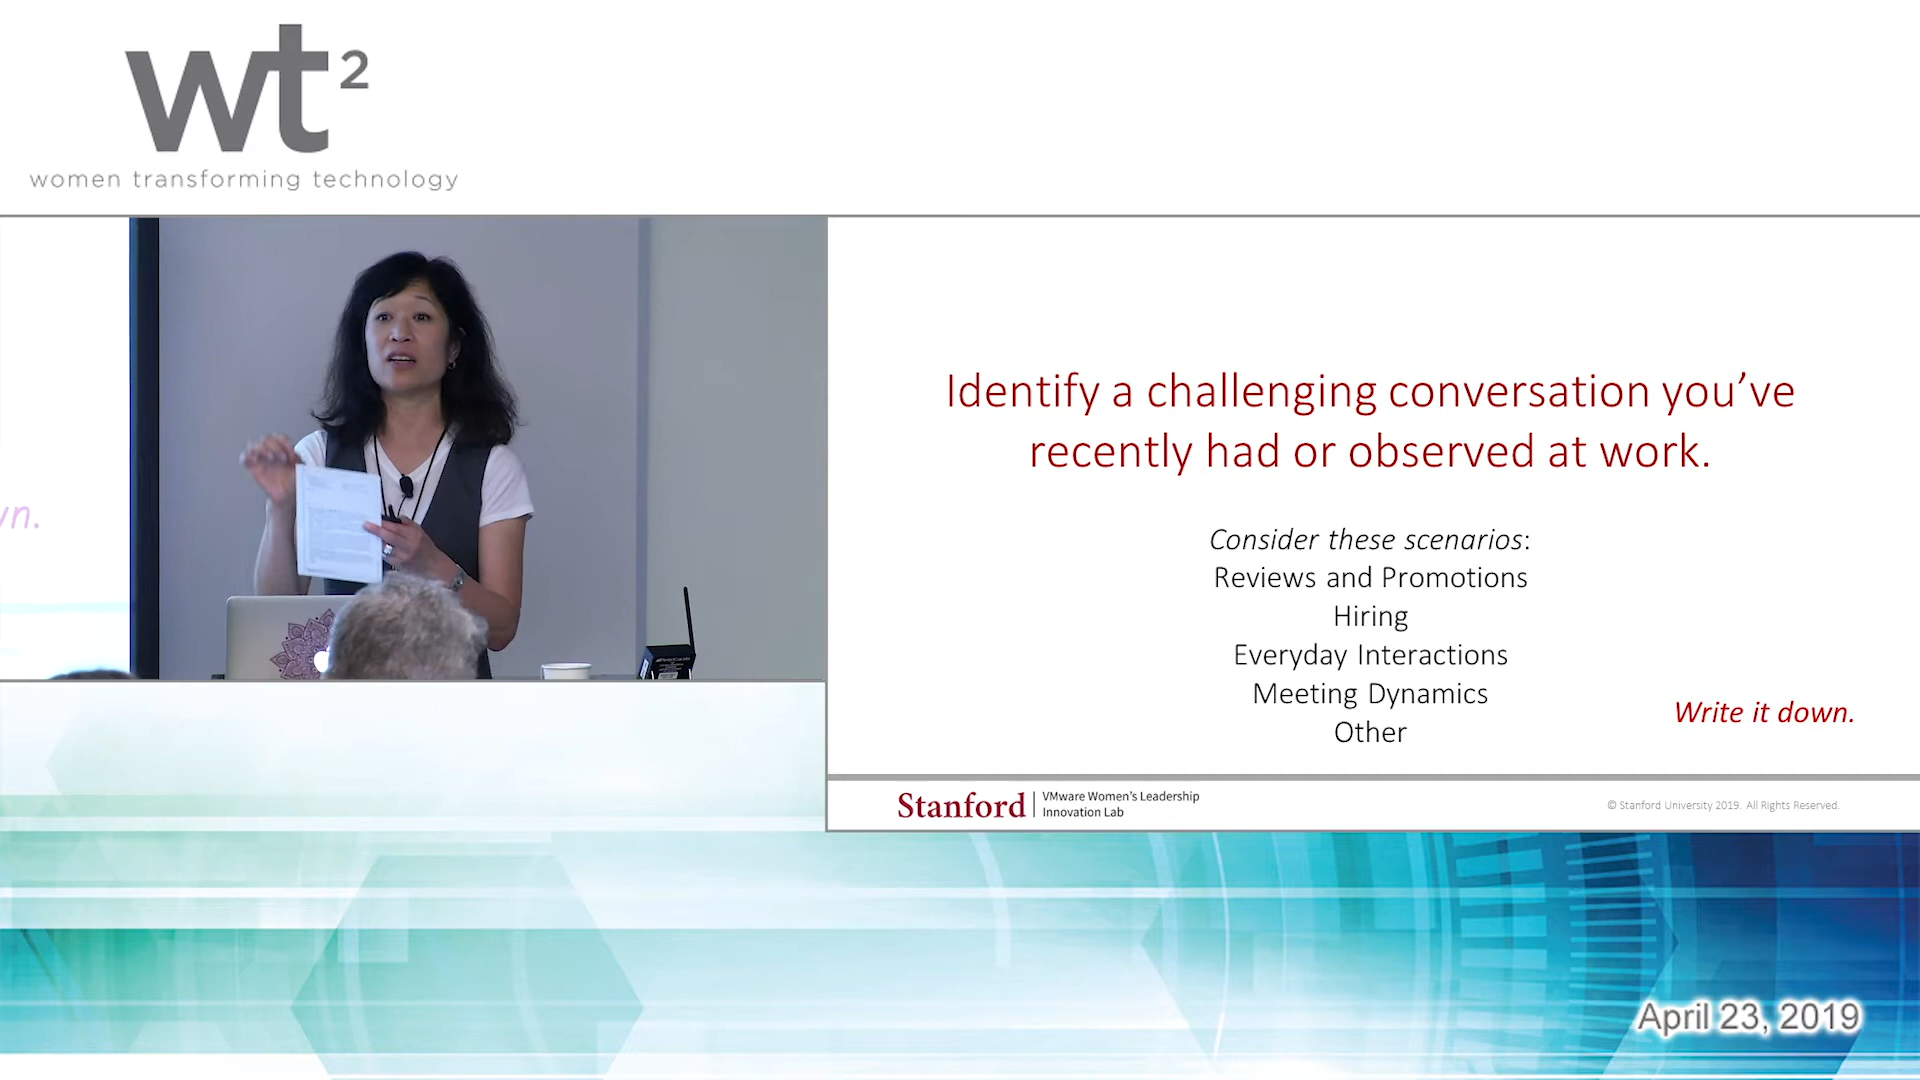 wt2
women transforming technology
wn.
Identify a challenging conversation you’ve
recently had or observed at work.
Consider these scenarios:
Reviews and Promotions
Hiring
Everyday Interactions
Meeting Dynamics
Other
Write it down.
Stanford
VMware Women’s Leadership
Innovation Lab
© Stanford University 2019. All Rights Reserved.
April 23, 2019